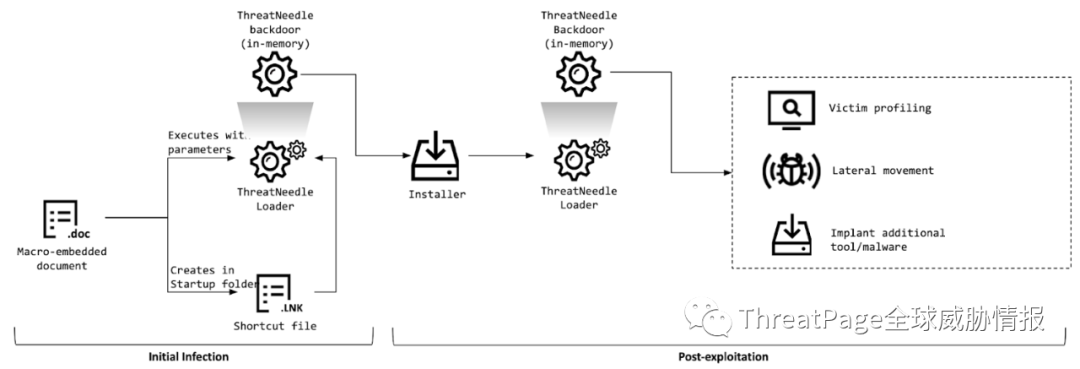 ThreatNeedle
backdoor
(in-memory)
ThreatNeedle
Backdoor
(in-memory)
Executes with
parameters
ThreatNeedle
Loader
Installer
ThreatNeedle
Loader
Victim profiling
Lateral movement
Implant additional
tool/malware
.doc
Macro-embedded
document
Creates in
Startup folder
.LNK
Shortcut file
ThreatPage全球威胁情报
Initial Infection
Post-exploitation